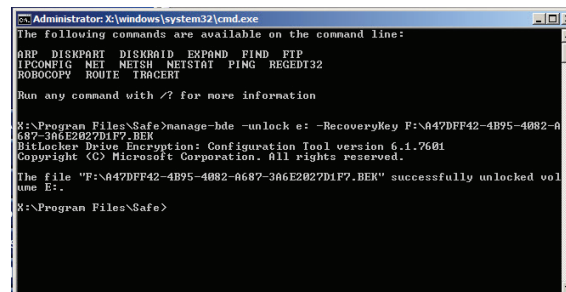 Administrator: X:\windows\system32\cmd.exe
The following commands are available on the command line:
ARP DISKPART DISKRAID EXPAND FIND FTP
IPCONFIG NET NETSH NETSTAT PING REGEDT32
ROBOCOPY ROUTE TRACERT
Run any command with /? for more information
X:\Program Files\Safe>manage-bde -unlock e: -RecoveryKey F:\A47DFF42-4B95-4082-A
687-3A6E2027D1F7.BEK
BitLocker Drive Encryption: Configuration Tool version 6.1.7601
Copyright (C) Microsoft Corporation. All rights reserved.
The file "F:\A47DFF42-4B95-4082-A687-3A6E2027D1F7.BEK" successfully unlocked vol
ume E:.
X:\Program Files\Safe>